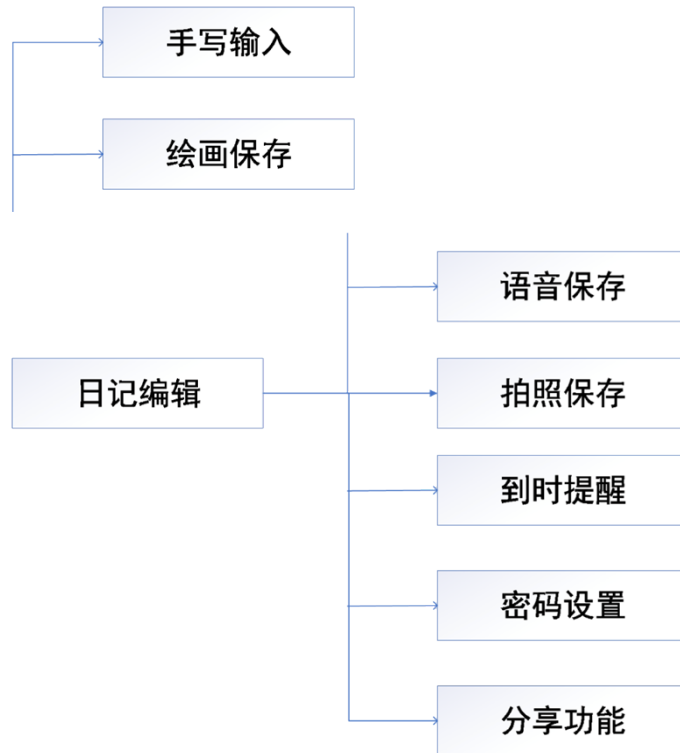 手写输入
绘画保存
语音保存
日记编辑
拍照保存
到时提醒
密码设置
分享功能